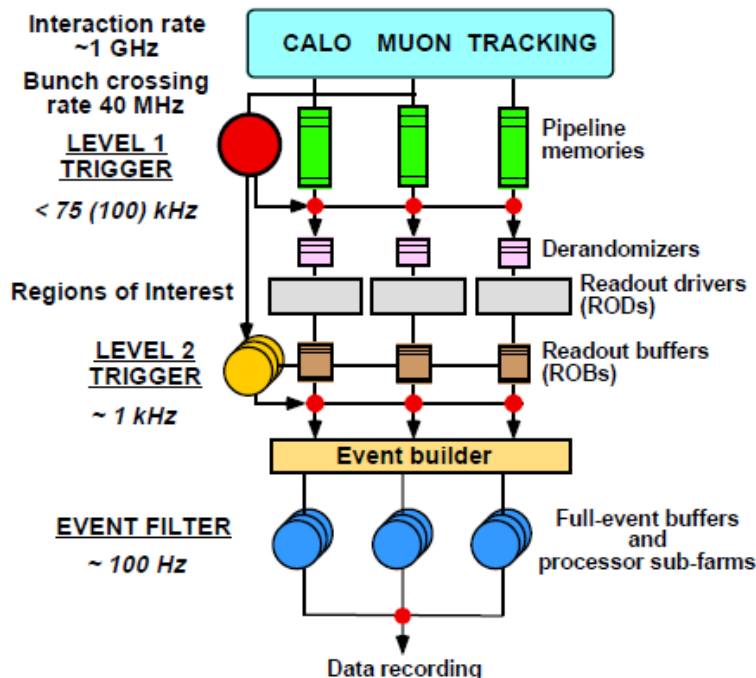 Interaction rate
~1 GHz
CALO MUON TRACKING
Bunch crossing
rate 40 MHz
LEVEL 1
TRIGGER
< 75 (100) kHz
Pipeline
memories
Derandomizers
Regions of Interest
Readout drivers
(RODs)
LEVEL 2
TRIGGER
~ 1 kHz
Readout buffers
(ROBs)
Event builder
EVENT FILTER
~ 100 Hz
Full-event buffers
and
processor sub-farms
Data recording